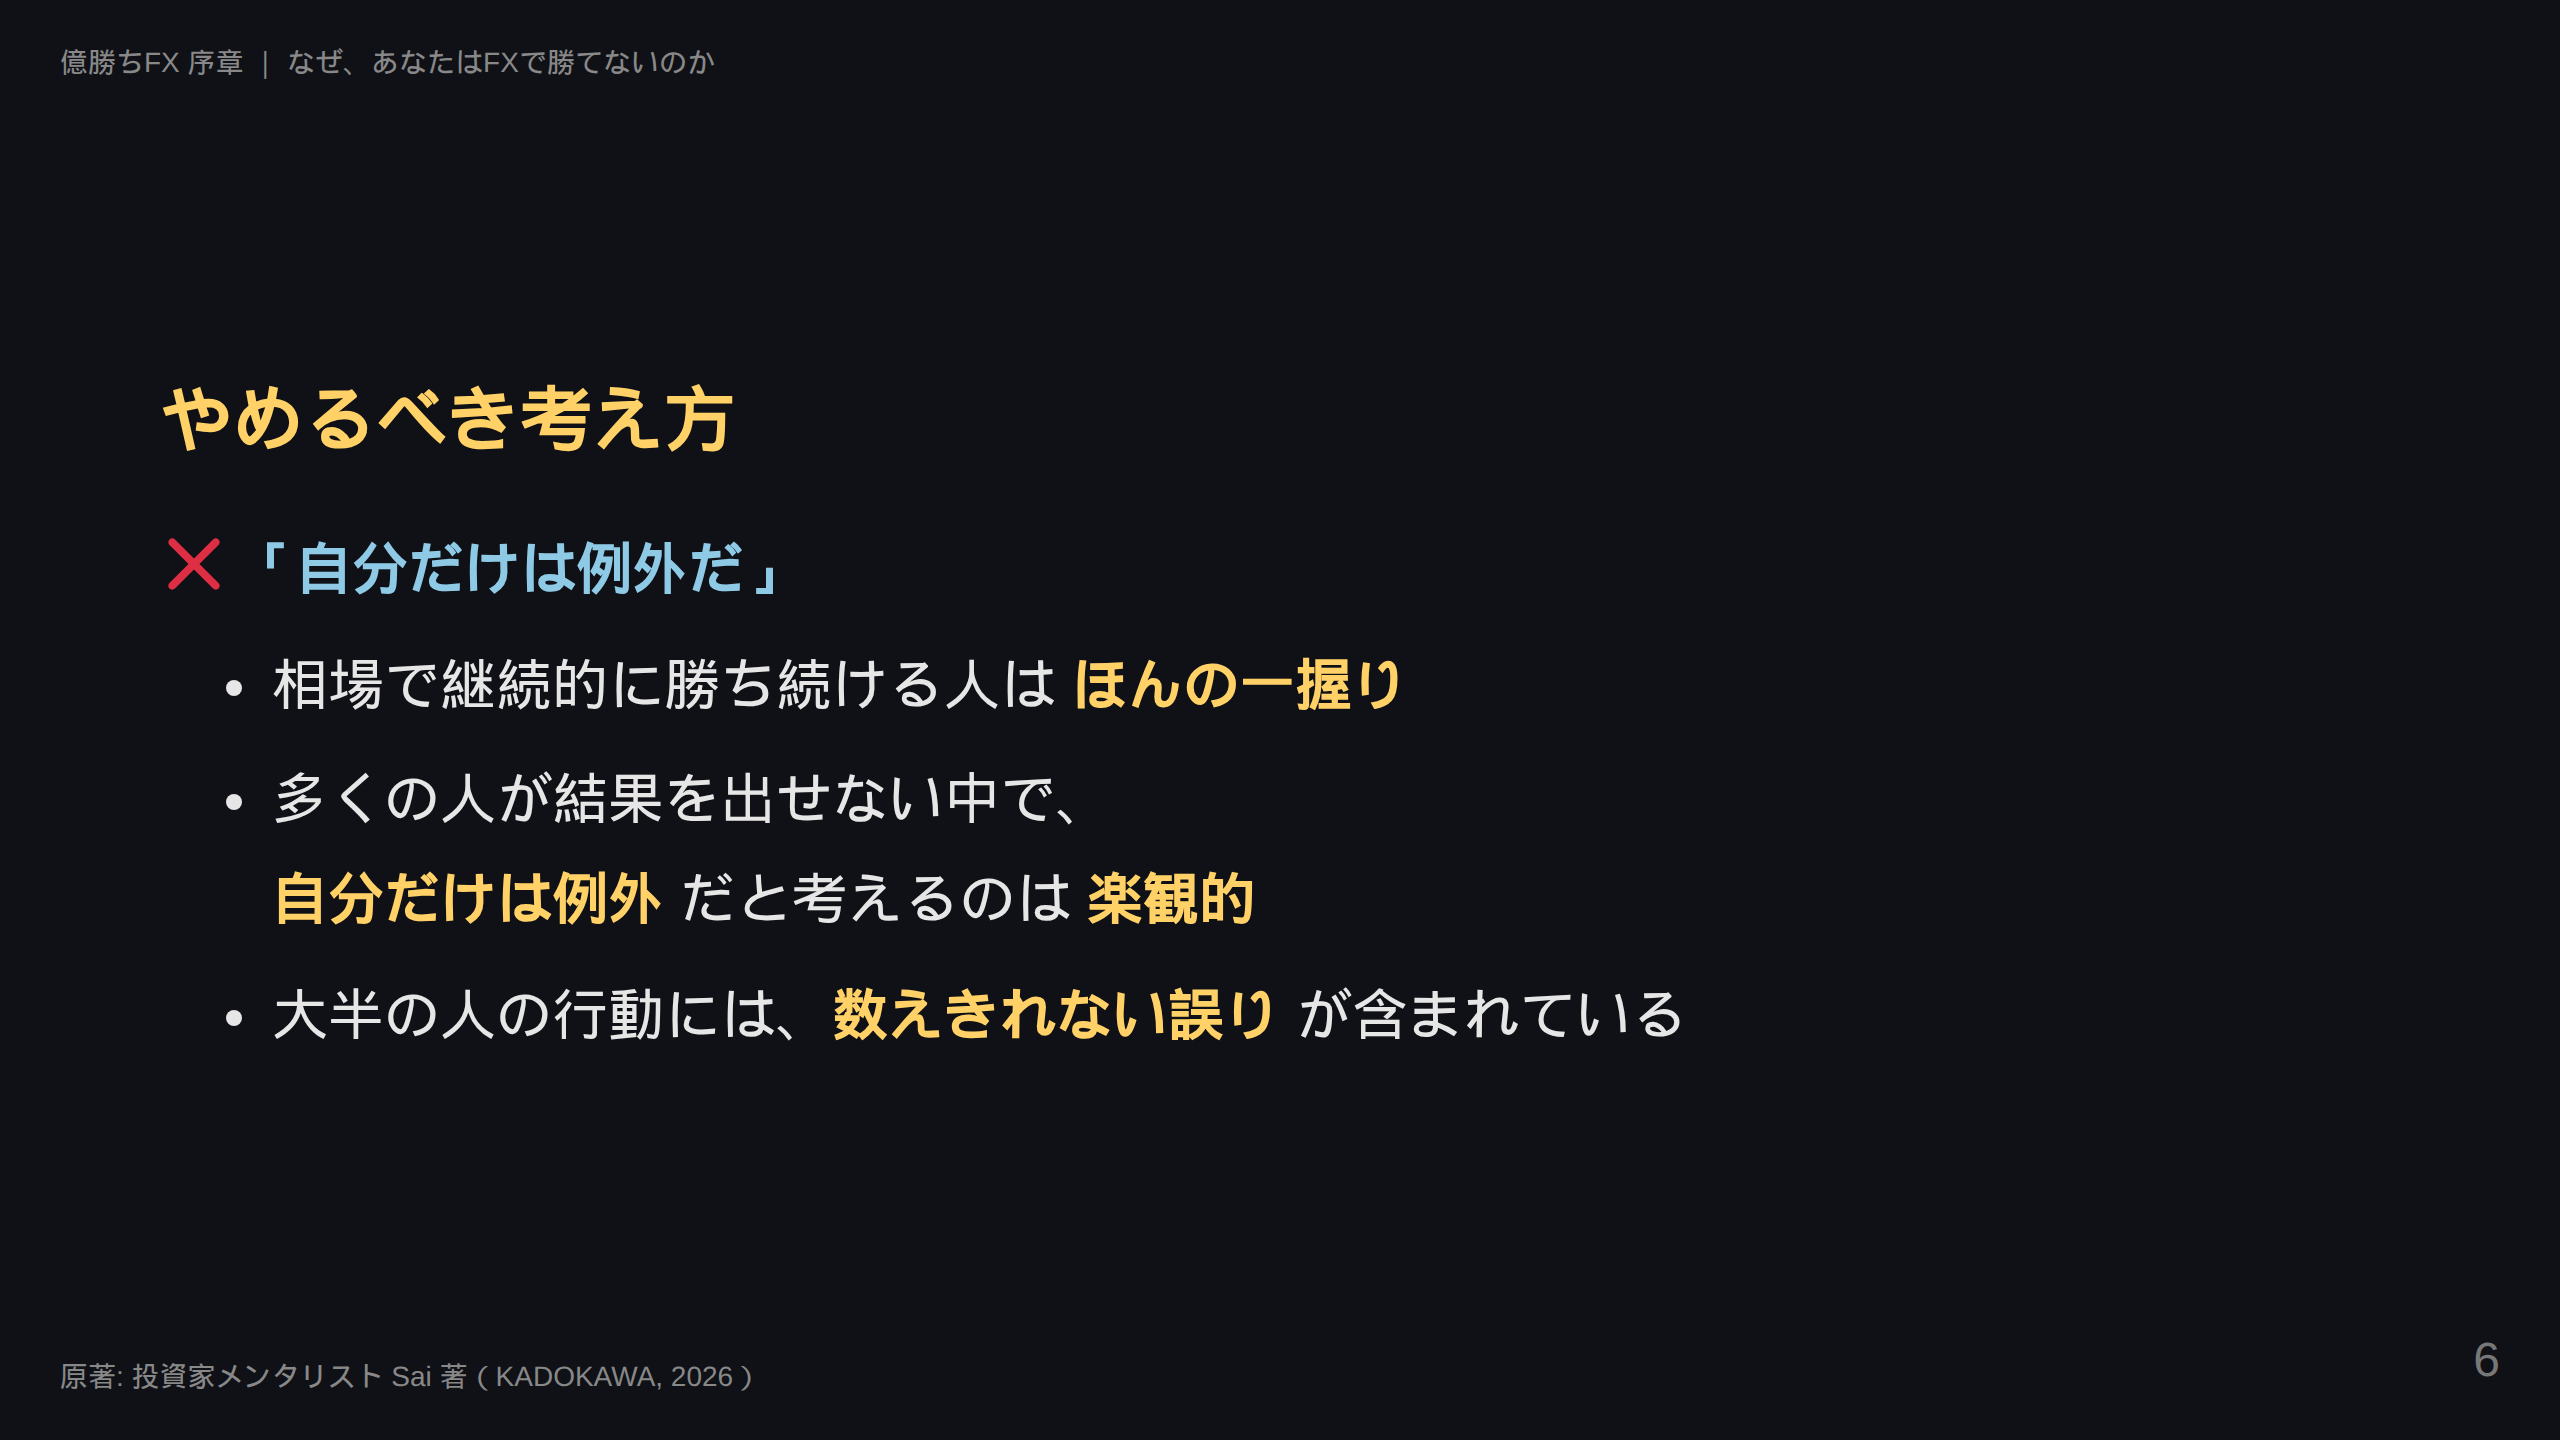 億勝ちFX 序章 ｜ なぜ、あなたはFXで勝てないのか
やめるべき考え方
❌「自分だけは例外だ」
• 相場で継続的に勝ち続ける人は ほんの一握り
• 多くの人が結果を出せない中で、
自分だけは例外 だと考えるのは 楽観的
• 大半の人の行動には、数えきれない誤り が含まれている
原著: 投資家メンタリスト Sai 著（KADOKAWA, 2026）
6